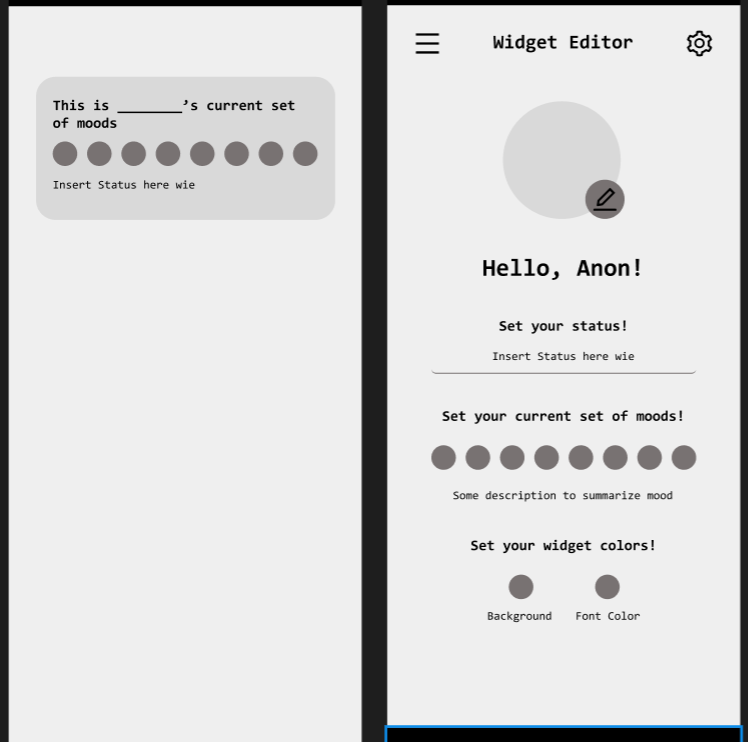 This is ________’s current set
of moods
Insert Status here wie
Widget Editor
Hello, Anon!
Set your status!
Insert Status here wie
Set your current set of moods!
Some description to summarize mood
Set your widget colors!
Background Font Color